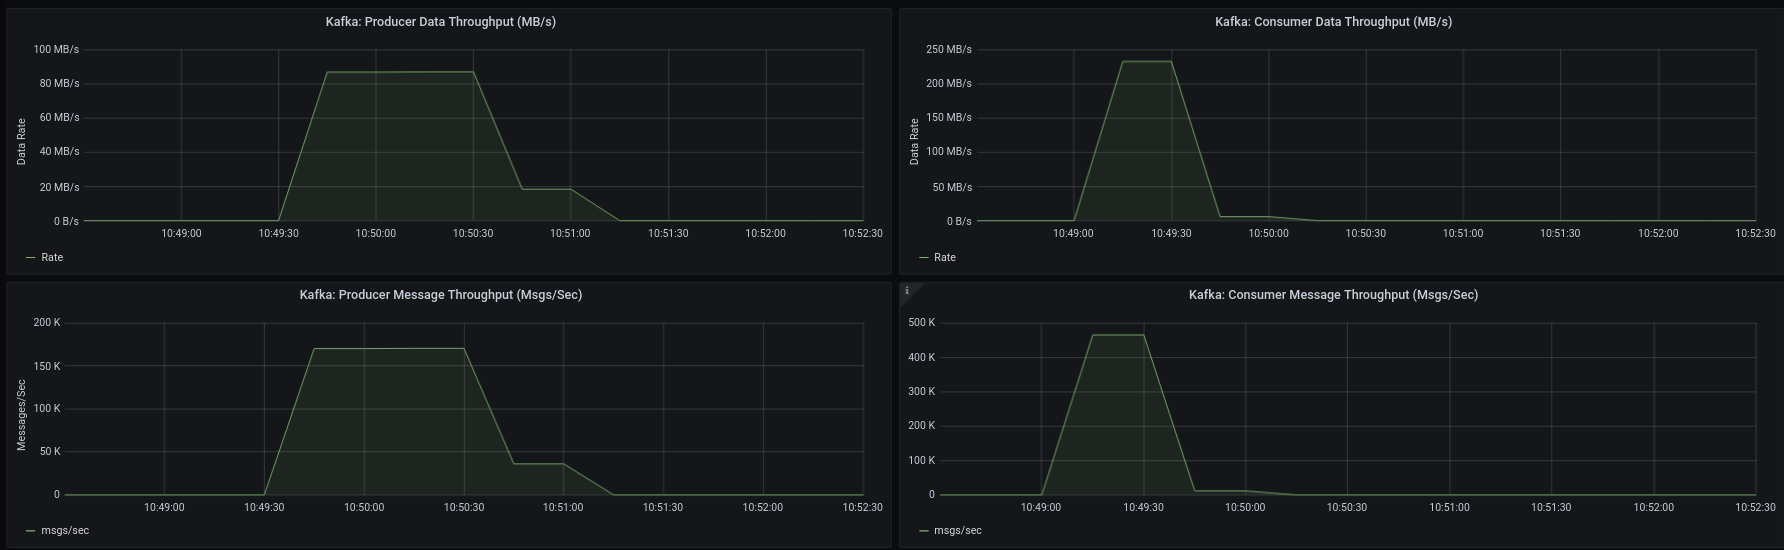 Kafka: Producer Data Throughput (MB/s)
100 MB/s
80 MB/s
60 MB/s
40 MB/s
20 MB/s
0 B/s
Data Rate
10:49:00 10:49:30 10:50:00 10:50:30 10:51:00 10:51:30 10:52:00 10:52:30
Rate
Kafka: Consumer Data Throughput (MB/s)
250 MB/s
200 MB/s
150 MB/s
100 MB/s
50 MB/s
0 B/s
Data Rate
10:49:00 10:49:30 10:50:00 10:50:30 10:51:00 10:51:30 10:52:00 10:52:30
Rate
Kafka: Producer Message Throughput (Msgs/Sec)
200 K
150 K
100 K
50 K
0
Messages/Sec
10:49:00 10:49:30 10:50:00 10:50:30 10:51:00 10:51:30 10:52:00 10:52:30
msgs/sec
i
Kafka: Consumer Message Throughput (Msgs/Sec)
500 K
400 K
300 K
200 K
100 K
0
10:49:00 10:49:30 10:50:00 10:50:30 10:51:00 10:51:30 10:52:00 10:52:30
msgs/sec